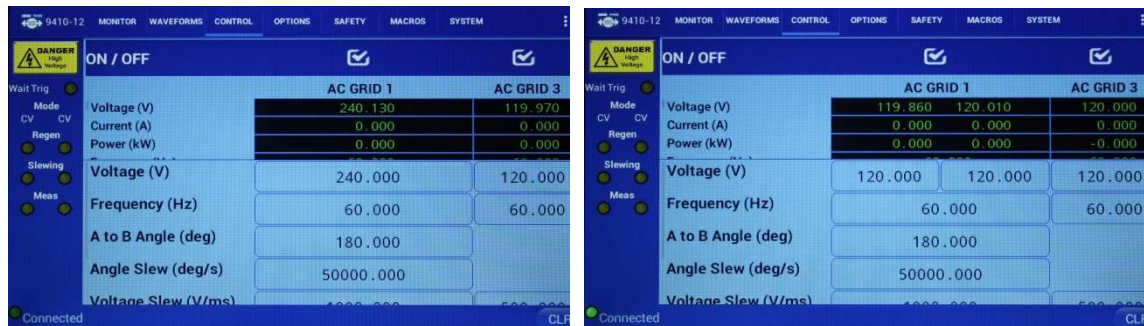 9410-12 MONITOR WAVEFORMS CONTROL OPTIONS SAFETY MACROS SYSTEM
DANGER
High
Voltage
ON / OFF
Wait Trig
AC GRID 1 AC GRID 3
Mode
CV CV
Voltage (V) 240.130 119.970
Current (A) 0.000 0.000
Regen
Power (kW) 0.000 0.000
Slewing
Voltage (V) 240.000 120.000
Meas
Frequency (Hz) 60.000 60.000
A to B Angle (deg) 180.000
Angle Slew (deg/s) 50000.000
Voltage Slew (V/ms)
Connected
9410-12 MONITOR WAVEFORMS CONTROL OPTIONS SAFETY MACROS SYSTEM
DANGER
High
Voltage
ON / OFF
Wait Trig
AC GRID 1 AC GRID 3
Mode
CV CV
Voltage (V) 119.860 120.010 120.000
Current (A) 0.000 0.000 0.000
Regen
Power (kW) 0.000 0.000 -0.000
Slewing
Voltage (V) 120.000 120.000 120.000
Meas
Frequency (Hz) 60.000 60.000
A to B Angle (deg) 180.000
Angle Slew (deg/s) 50000.000
Voltage Slew (V/ms)
Connected